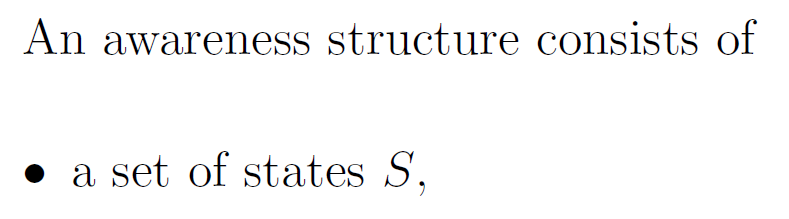 An awareness structure consists of
• a set of states S,